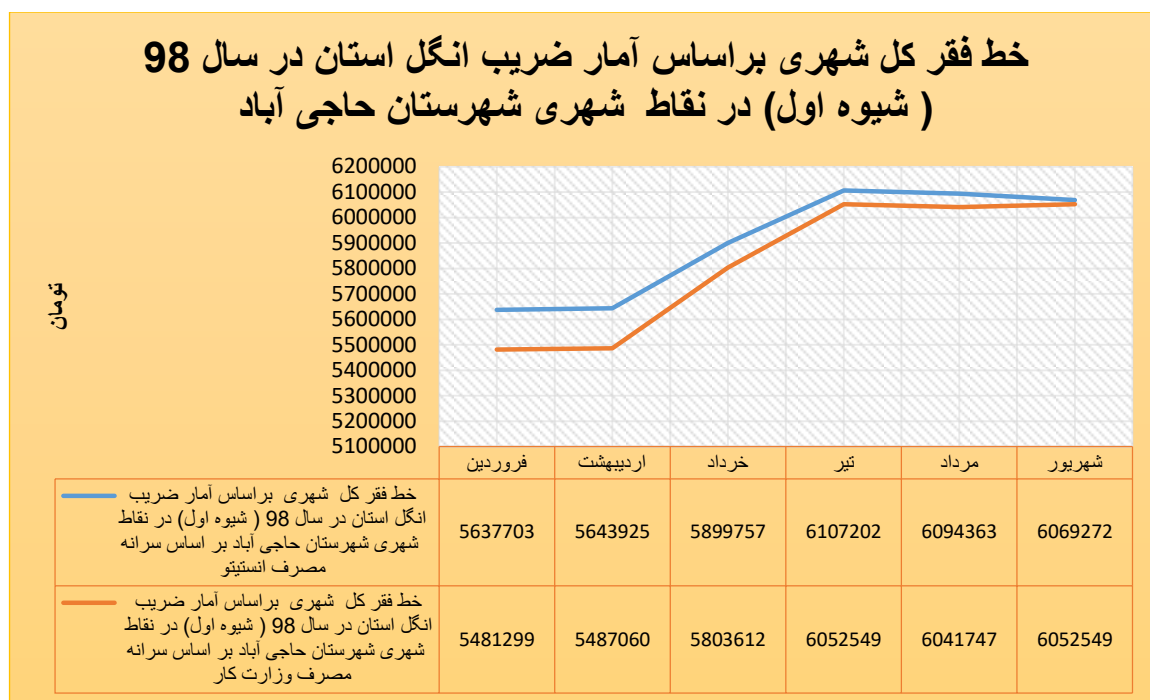 خط فقر کل شهری براساس آمار ضریب انگل استان در سال 98
( شیوه اول) در نقاط شهری شهرستان حاجی آباد
تومان
6200000
6100000
6000000
5900000
5800000
5700000
5600000
5500000
5400000
5300000
5200000
5100000
فروردین اردیبهشت خرداد تیر مرداد شهریور
خط فقر کل شهری براساس آمار ضریب
انگل استان در سال 98 ( شیوه اول) در نقاط
شهری شهرستان حاجی آباد بر اساس سرانه
مصرف انستیتو
5637703 5643925 5899757 6107202 6094363 6069272
خط فقر کل شهری براساس آمار ضریب
انگل استان در سال 98 ( شیوه اول) در نقاط
شهری شهرستان حاجی آباد بر اساس سرانه
مصرف وزارت کار
5481299 5487060 5803612 6052549 6041747 6052549